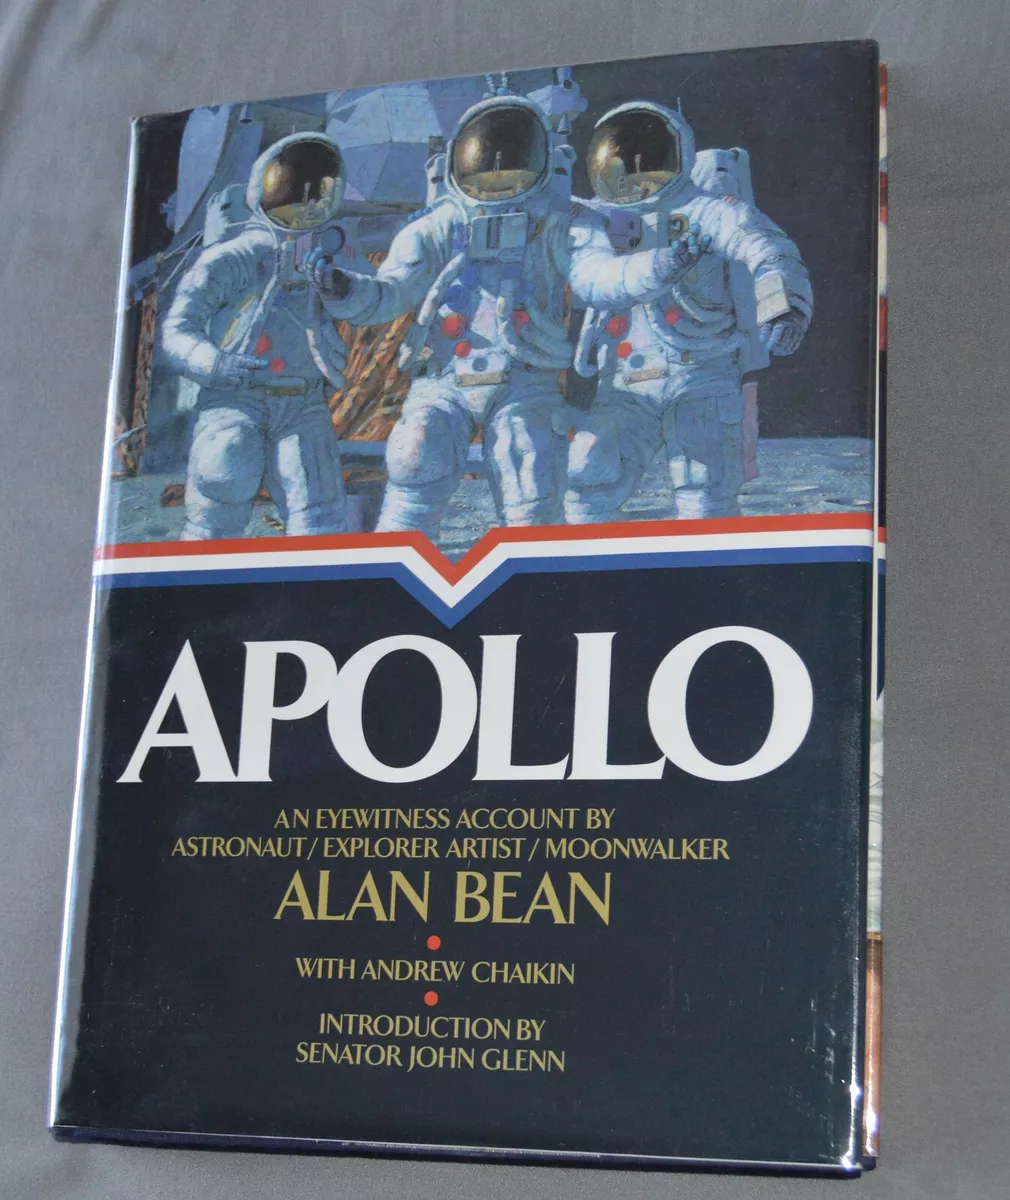 APOLLO
AN EYEWITNESS ACCOUNT BY
ASTRONAUT/EXPLORER ARTIST/MOONWALKER
ALAN BEAN
WITH ANDREW CHAIKIN
INTRODUCTION BY
SENATOR JOHN GLENN